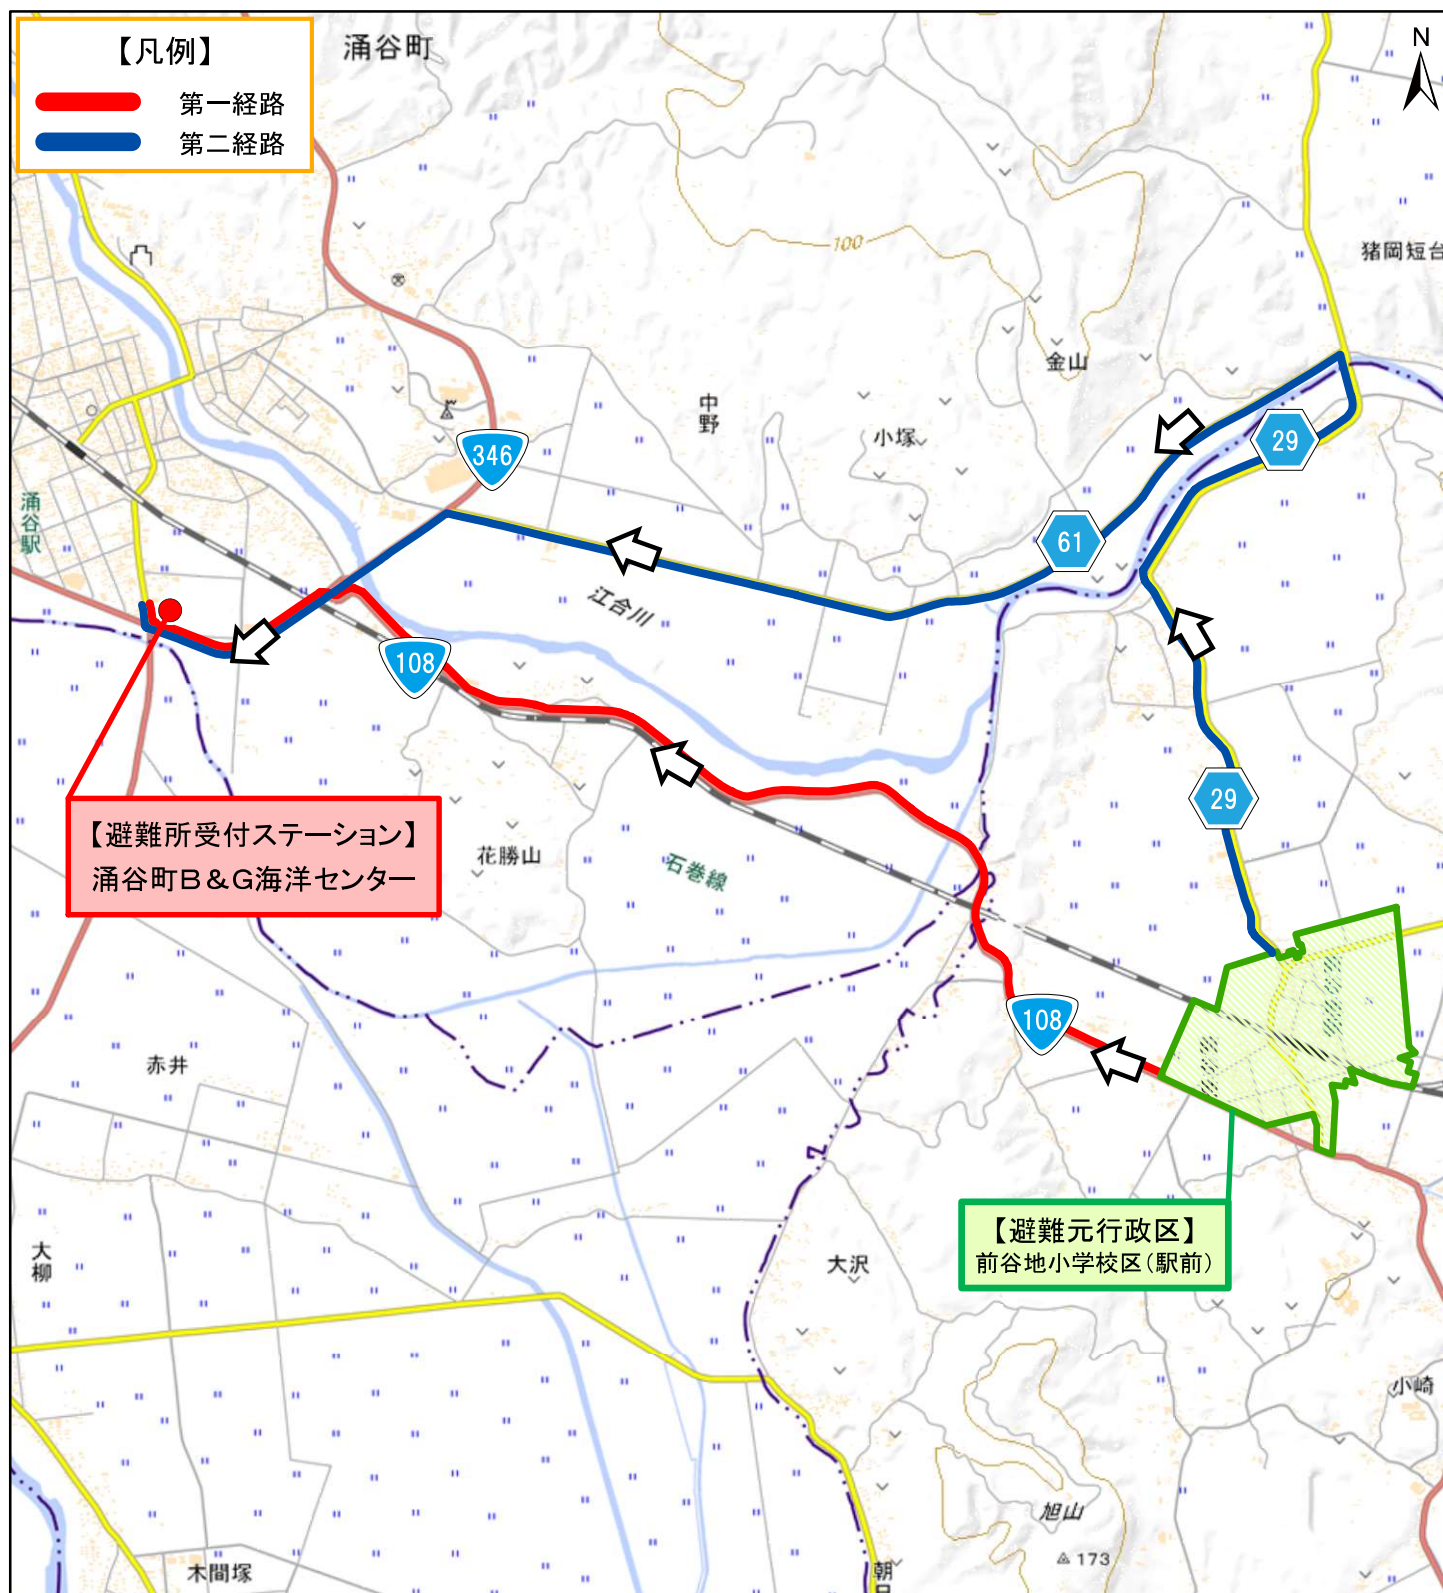 【凡例】
第一経路
第二経路
涌谷町
N
猪岡短台
100
金山
中野
小塚
346
29
61
涌谷駅
江合川
108
29
【避難所受付ステーション】
涌谷町B&G海洋センター
花勝山
石巻線
108
赤井
【避難元行政区】
前谷地小学校区(駅前)
大柳
大沢
小崎
旭山
173
木間塚
朝日